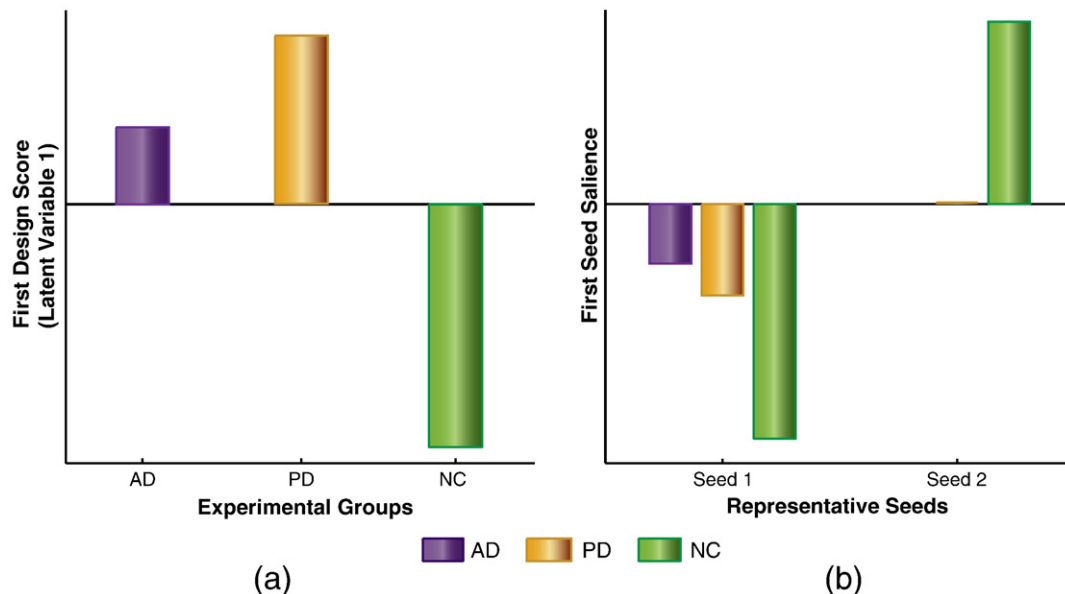 First Design Score
(Latent Variable 1)
AD
PD
NC
Experimental Groups
First Seed Salience
Seed 1
Seed 2
Representative Seeds
AD
PD
NC
(a)
(b)